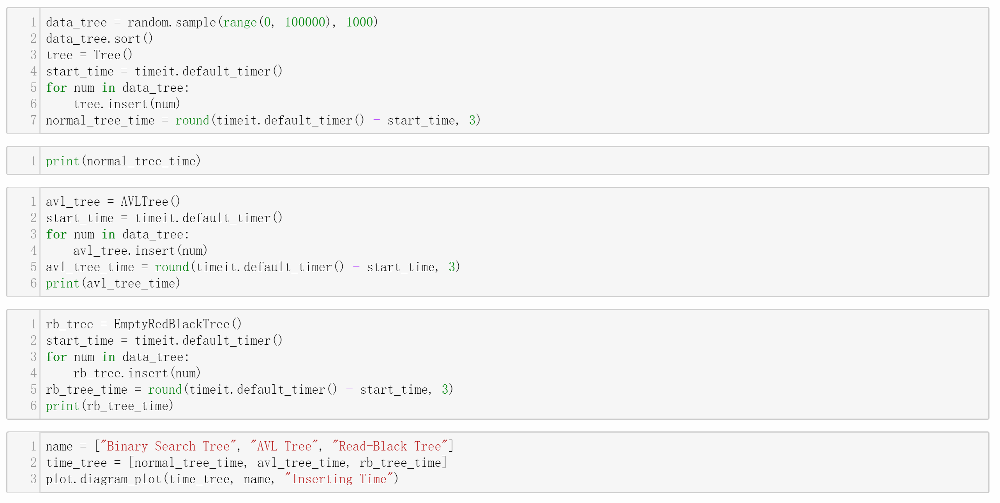 1 data_tree = random.sample(range(0, 100000), 1000)
2 data_tree.sort()
3 tree = Tree()
4 start_time = timeit.default_timer()
5 for num in data_tree:
6     tree.insert(num)
7 normal_tree_time = round(timeit.default_timer() - start_time, 3)
1 print(normal_tree_time)
1 avl_tree = AVLTree()
2 start_time = timeit.default_timer()
3 for num in data_tree:
4     avl_tree.insert(num)
5 avl_tree_time = round(timeit.default_timer() - start_time, 3)
6 print(avl_tree_time)
1 rb_tree = EmptyRedBlackTree()
2 start_time = timeit.default_timer()
3 for num in data_tree:
4     rb_tree.insert(num)
5 rb_tree_time = round(timeit.default_timer() - start_time, 3)
6 print(rb_tree_time)
1 name = ["Binary Search Tree", "AVL Tree", "Read-Black Tree"]
2 time_tree = [normal_tree_time, avl_tree_time, rb_tree_time]
3 plot.diagram_plot(time_tree, name, "Inserting Time")